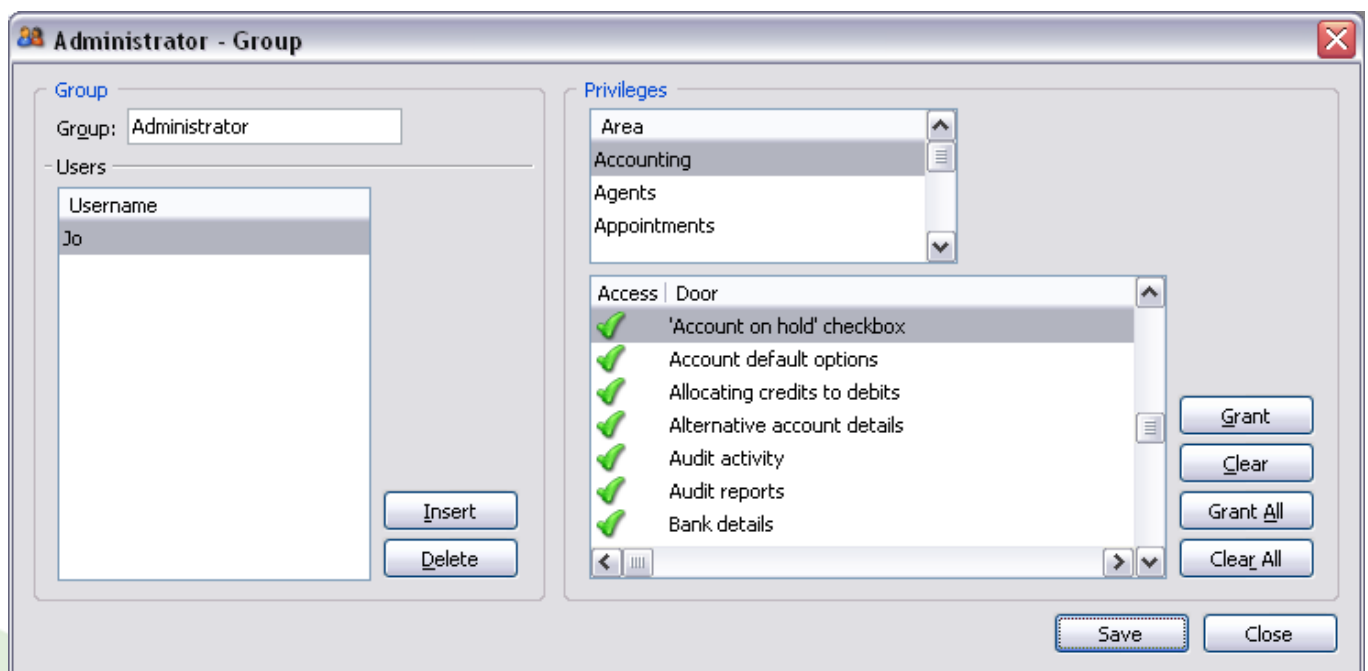 Administrator - Group
Group
Group: Administrator
Users
Username
Jo
Insert
Delete
Privileges
Area
Accounting
Agents
Appointments
Access Door
'Account on hold' checkbox
Account default options
Allocating credits to debits
Alternative account details
Audit activity
Audit reports
Bank details
Grant
Clear
Grant All
Clear All
Save Close